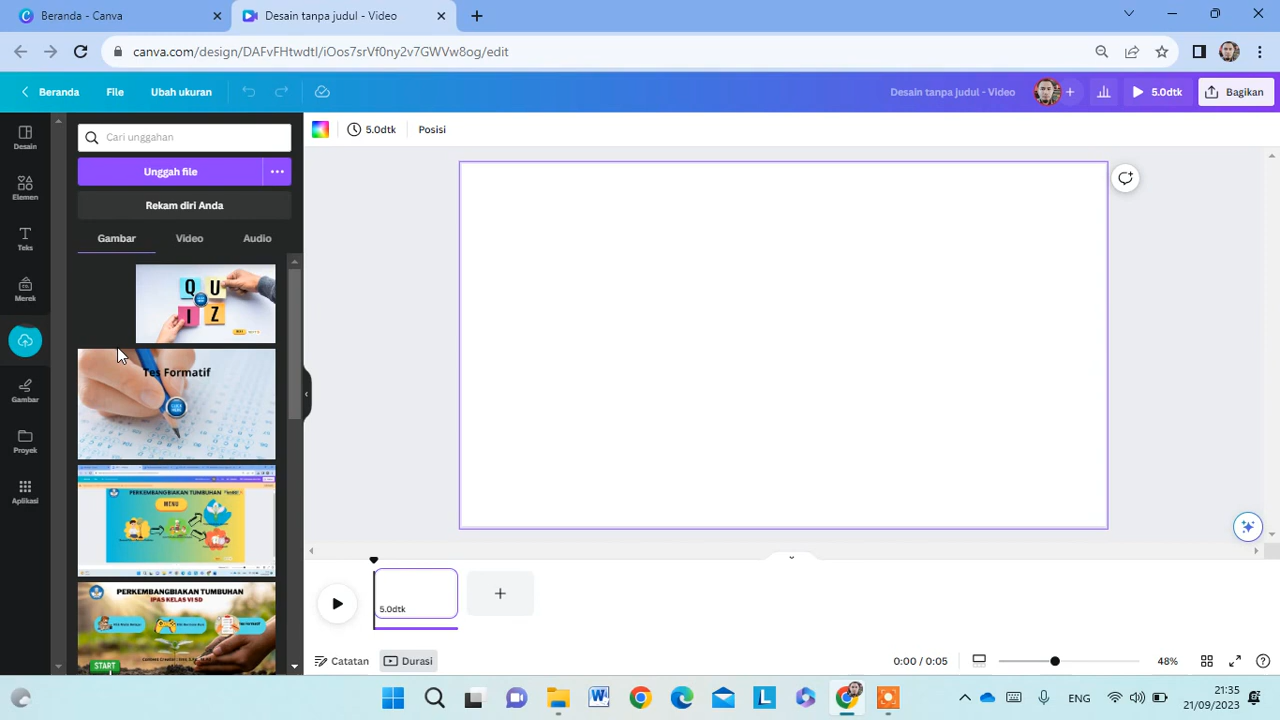 Beranda - Canva
Desain tanpa judul - Video
canva.com/design/DAFvFHtwdtI/iOos7srVf0ny2v7GWVw8og/edit
Beranda
File
Ubah ukuran
Desain tanpa judul - Video
5.0dtk
Bagikan
Desain
Elemen
Teks
Merek
Gambar
Proyek
Aplikasi
Cari unggahan
Unggah file
Rekam diri Anda
Gambar
Video
Audio
Q U
I Z
Tes Formatif
CLICK HERE
PERKEMBANGBIAKAN TUMBUHAN
MENU
PERKEMBANGBIAKAN TUMBUHAN
IPAS KELAS VI SD
START
5.0dtk
Posisi
5.0dtk
Catatan
Durasi
0:00 / 0:05
48%
ENG
21:35
21/09/2023